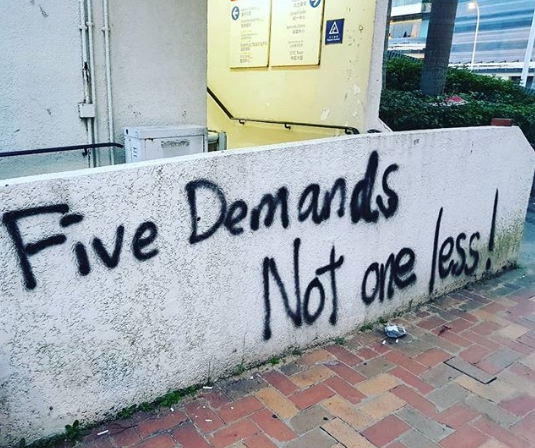 Five Demands
Not one less!